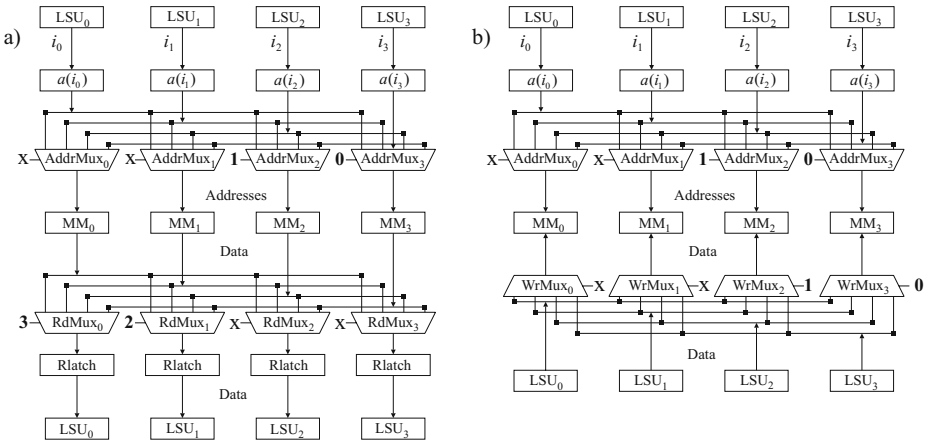 a)
LSU₀ LSU₁ LSU₂ LSU₃
i₀ i₁ i₂ i₃
a(i₀) a(i₁) a(i₂) a(i₃)
X AddrMux₀ X AddrMux₁ 1 AddrMux₂ 0 AddrMux₃
Addresses
MM₀ MM₁ MM₂ MM₃
Data
3 RdMux₀ 2 RdMux₁ X RdMux₂ X RdMux₃
Rlatch Rlatch Rlatch Rlatch
Data
LSU₀ LSU₁ LSU₂ LSU₃
b)
LSU₀ LSU₁ LSU₂ LSU₃
i₀ i₁ i₂ i₃
a(i₀) a(i₁) a(i₂) a(i₃)
X AddrMux₀ X AddrMux₁ 1 AddrMux₂ 0 AddrMux₃
Addresses
MM₀ MM₁ MM₂ MM₃
Data
WrMux₀ X WrMux₁ X WrMux₂ 1 WrMux₃ 0
Data
LSU₀ LSU₁ LSU₂ LSU₃